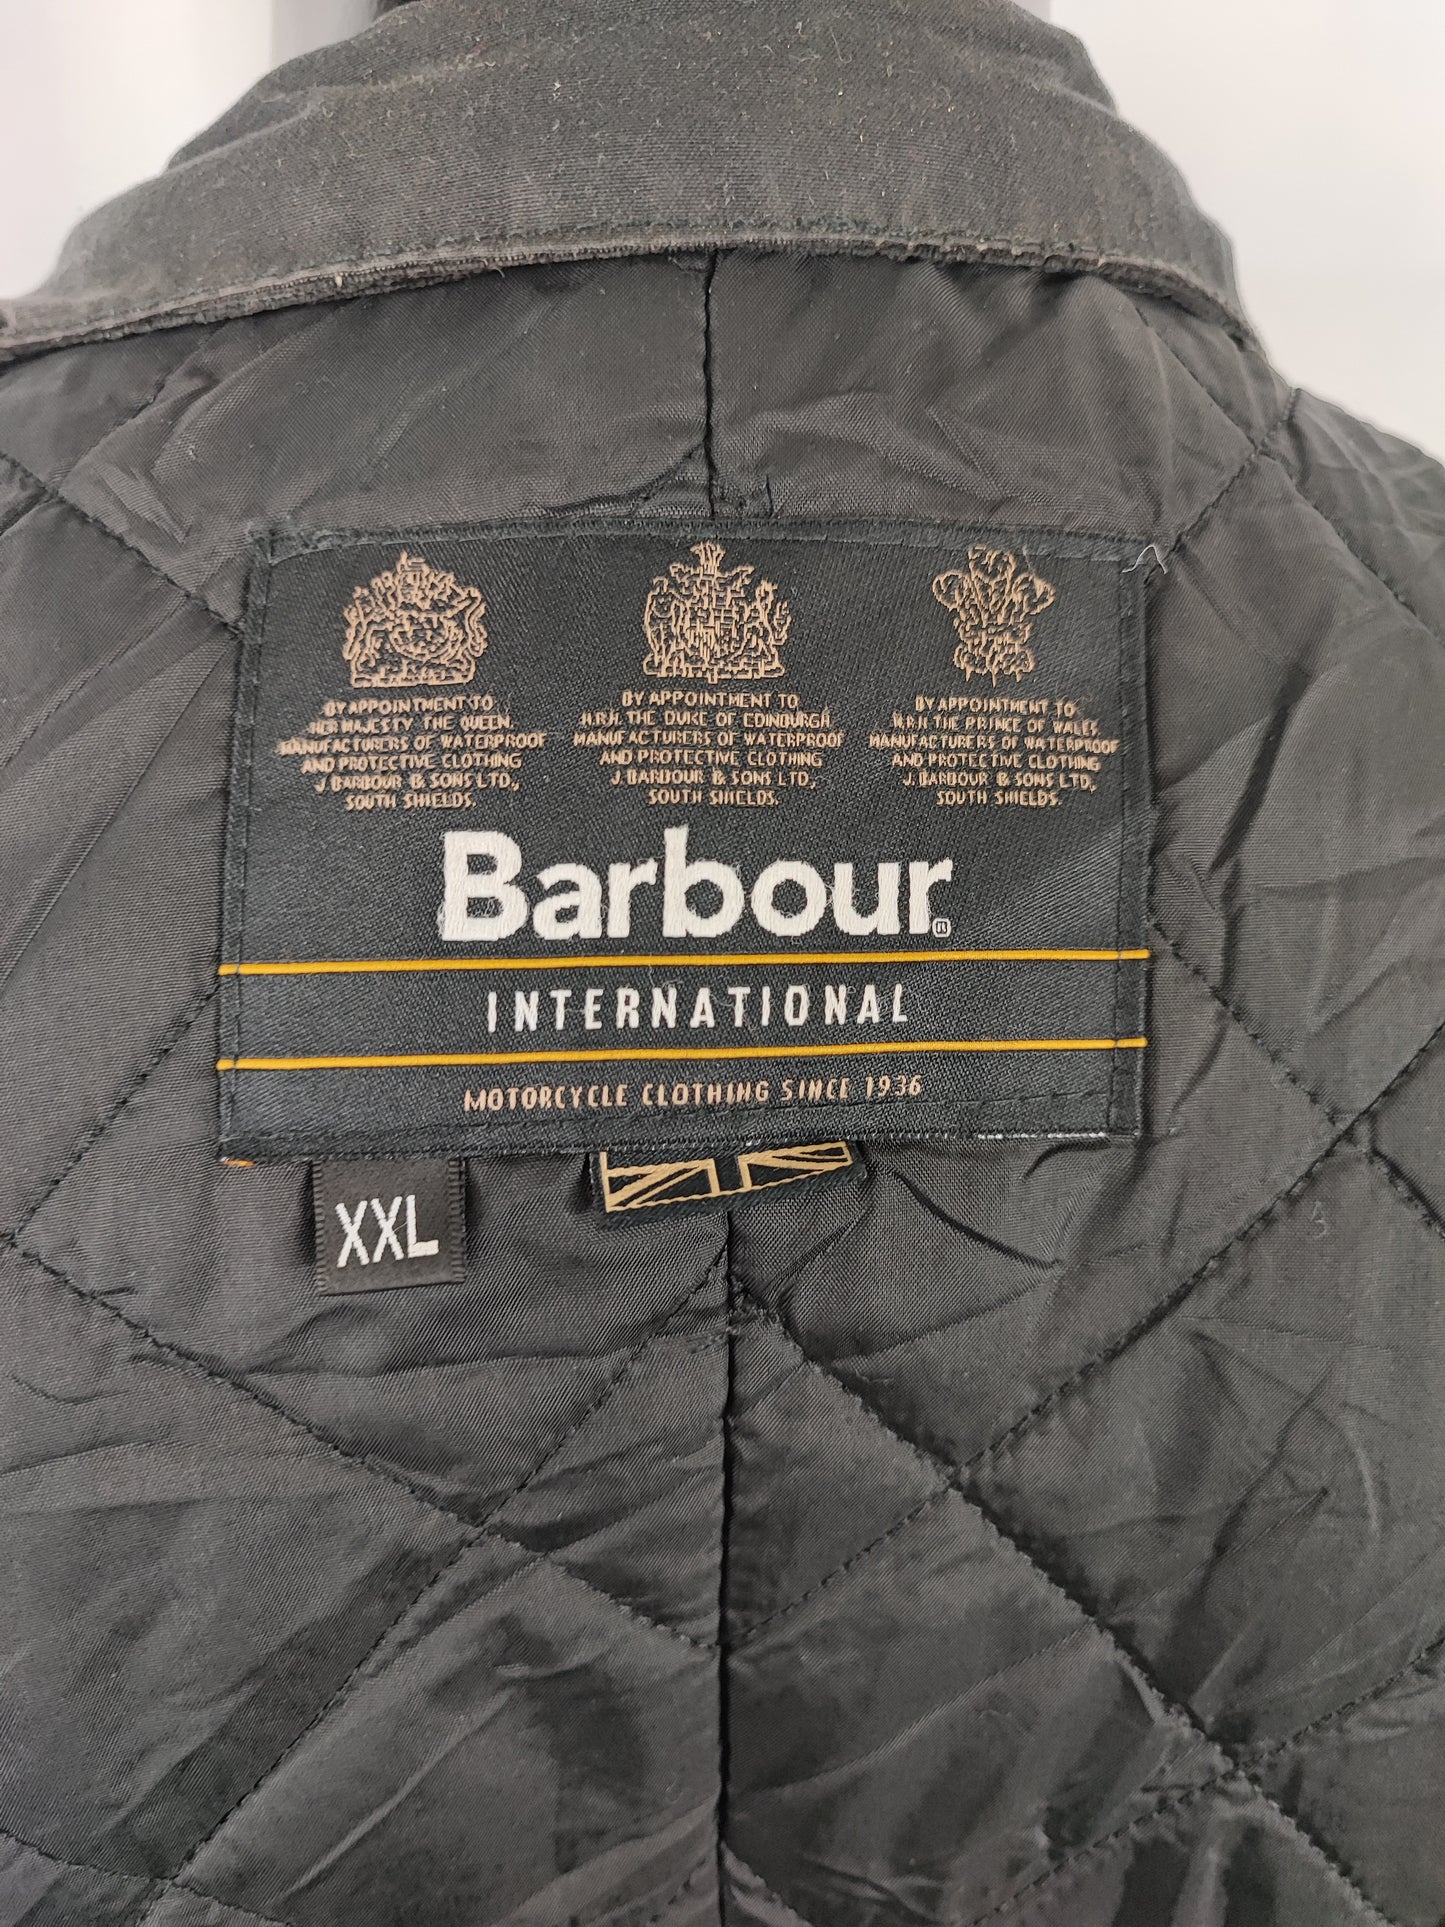 BY APPOINTMENT TO
HER MAJESTY THE QUEEN
MANUFACTURERS OF WATERPROOF
AND PROTECTIVE CLOTHING
J. BARBOUR & SONS LTD,
SOUTH SHIELDS.
BY APPOINTMENT TO
H.R.H. THE DUKE OF EDINBURGH
MANUFACTURERS OF WATERPROOF
AND PROTECTIVE CLOTHING
J. BARBOUR & SONS LTD,
SOUTH SHIELDS.
BY APPOINTMENT TO
H.R.H THE PRINCE OF WALES
MANUFACTURERS OF WATERPROOF
AND PROTECTIVE CLOTHING
J. BARBOUR & SONS LTD,
SOUTH SHIELDS.
Barbour®
INTERNATIONAL
MOTORCYCLE CLOTHING SINCE 1936
XXL